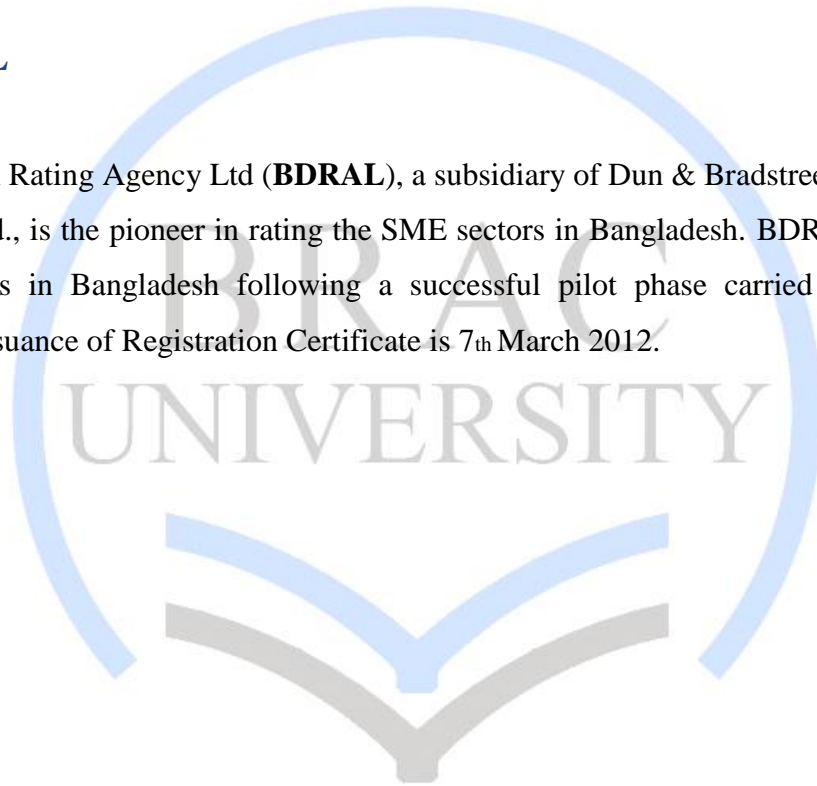 L
Rating Agency Ltd (BDRAL), a subsidiary of Dun & Bradstree
d., is the pioneer in rating the SME sectors in Bangladesh. BDR
s in Bangladesh following a successful pilot phase carried
suance of Registration Certificate is 7th March 2012.
BRAC
UNIVERSITY